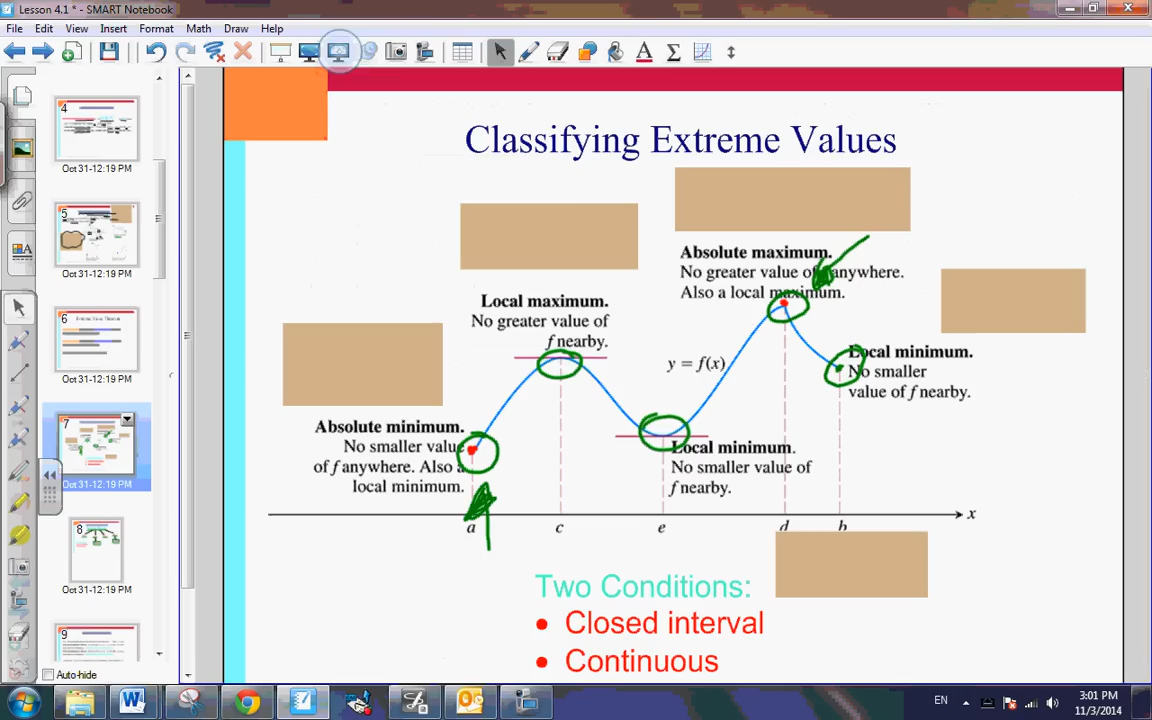 Lesson 4.1 * - SMART Notebook
File Edit View Insert Format Math Draw Help
4
Oct 31-12:19 PM
5
Oct 31-12:19 PM
6
Extreme Value Theorem
Oct 31-12:19 PM
7
Oct 31-12:19 PM
8
Oct 31-12:19 PM
9
Auto-hide
Classifying Extreme Values
Absolute maximum.
No greater value of f anywhere.
Also a local maximum.
Local maximum.
No greater value of
f nearby.
y = f(x)
Local minimum.
No smaller
value of f nearby.
Absolute minimum.
No smaller value
of f anywhere. Also a
local minimum.
Local minimum.
No smaller value of
f nearby.
x
a c e d b
Two Conditions:
• Closed interval
• Continuous
EN
3:01 PM
11/3/2014